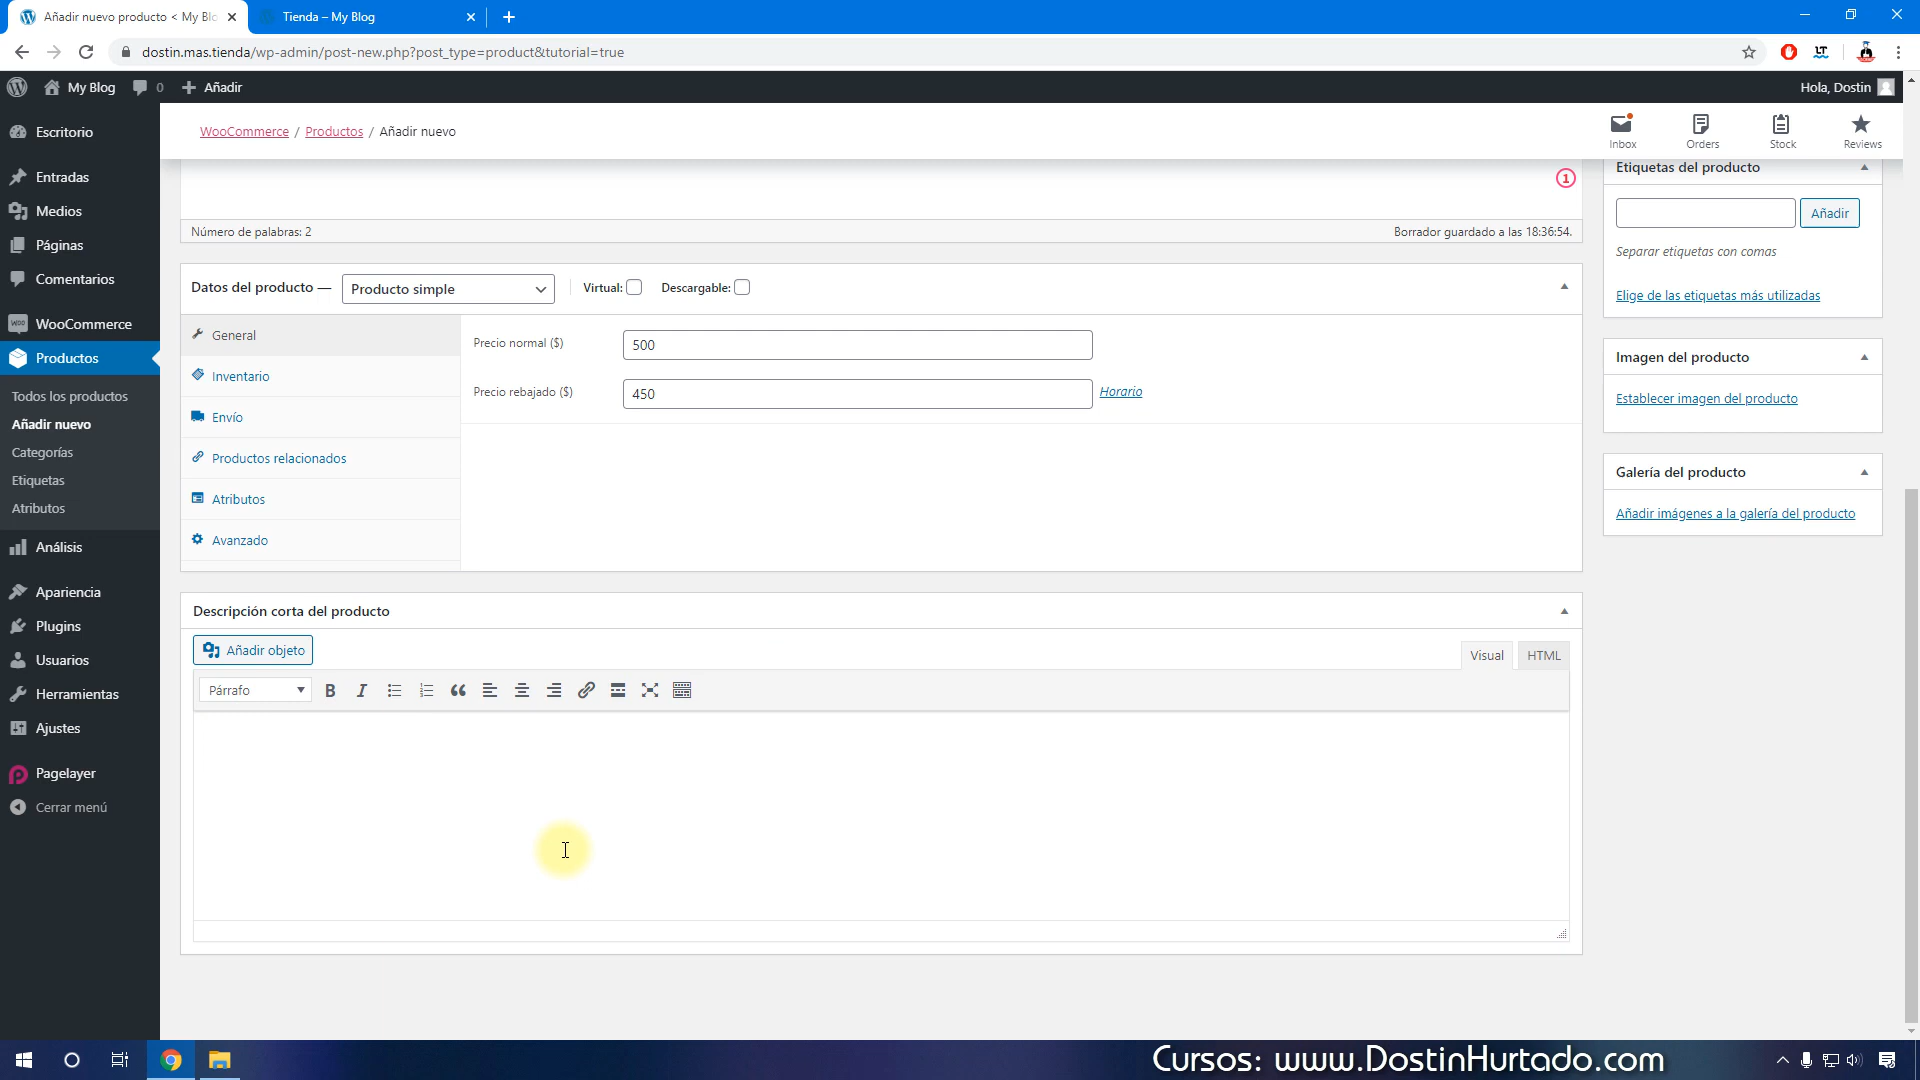 Añadir nuevo producto < My Blo
Tienda – My Blog
dostin.mas.tienda/wp-admin/post-new.php?post_type=product&tutorial=true
My Blog
0
Añadir
Hola, Dostin
WooCommerce / Productos / Añadir nuevo
Inbox
Orders
Stock
Reviews
Escritorio
Entradas
Medios
Páginas
Comentarios
WooCommerce
Productos
Todos los productos
Añadir nuevo
Categorías
Etiquetas
Atributos
Análisis
Apariencia
Plugins
Usuarios
Herramientas
Ajustes
Pagelayer
Cerrar menú
1
Número de palabras: 2
Borrador guardado a las 18:36:54.
Datos del producto — Producto simple
Virtual:
Descargable:
General
Inventario
Envío
Productos relacionados
Atributos
Avanzado
Precio normal ($)
500
Precio rebajado ($)
450
Horario
Descripción corta del producto
Añadir objeto
Visual
HTML
Párrafo
B I
Etiquetas del producto
Añadir
Separar etiquetas con comas
Elige de las etiquetas más utilizadas
Imagen del producto
Establecer imagen del producto
Galería del producto
Añadir imágenes a la galería del producto
Cursos: www.DostinHurtado.com